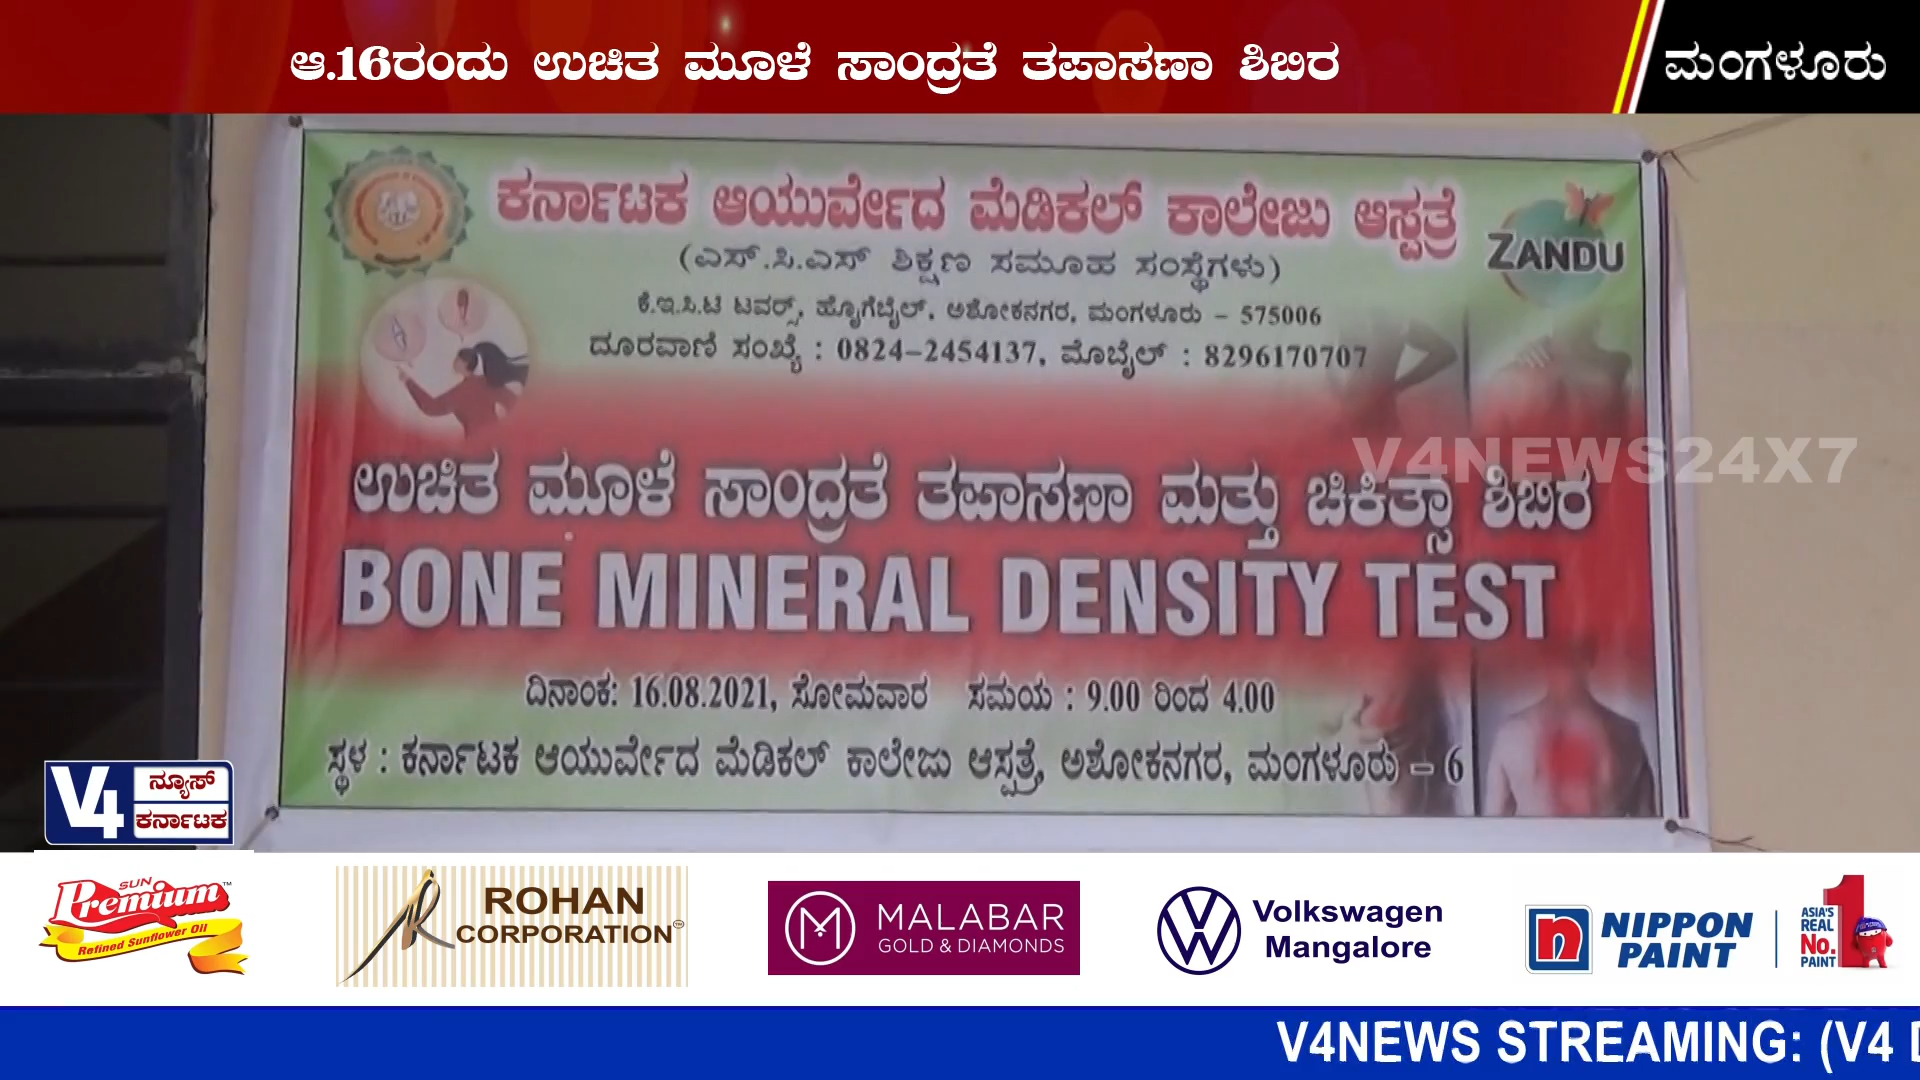 ಆ.16ರಂದು ಉಚಿತ ಮೂಳೆ ಸಾಂದ್ರತೆ ತಪಾಸಣಾ ಶಿಬಿರ
ಮಂಗಳೂರು
ಕರ್ನಾಟಕ ಆಯುರ್ವೇದ ಮೆಡಿಕಲ್ ಕಾಲೇಜು ಆಸ್ಪತ್ರೆ
ZANDU
(ಎಸ್.ಸಿ.ಎಸ್ ಶಿಕ್ಷಣ ಸಮೂಹ ಸಂಸ್ಥೆಗಳು)
ಕೆ.ಇ.ಸಿ.ಟಿ ಟವರ್ಸ್, ಹೊೖಗೆಬೈಲ್, ಅಶೋಕನಗರ, ಮಂಗಳೂರು - 575006
ದೂರವಾಣಿ ಸಂಖ್ಯೆ : 0824-2454137, ಮೊಬೈಲ್ : 8296170707
V4NEWS24X7
ಉಚಿತ ಮೂಳೆ ಸಾಂದ್ರತೆ ತಪಾಸಣಾ ಮತ್ತು ಚಿಕಿತ್ಸಾ ಶಿಬಿರ
BONE MINERAL DENSITY TEST
ದಿನಾಂಕ: 16.08.2021, ಸೋಮವಾರ ಸಮಯ : 9.00 ರಿಂದ 4.00
ಸ್ಥಳ : ಕರ್ನಾಟಕ ಆಯುರ್ವೇದ ಮೆಡಿಕಲ್ ಕಾಲೇಜು ಆಸ್ಪತ್ರೆ, ಅಶೋಕನಗರ, ಮಂಗಳೂರು - 6
V4 ನ್ಯೂಸ್
ಕರ್ನಾಟಕ
SUN
Premium™
Refined Sunflower Oil
ROHAN
CORPORATION™
MALABAR
GOLD & DIAMONDS
Volkswagen
Mangalore
n NIPPON
PAINT
ASIA'S
REAL
No. 1
PAINT
V4NEWS STREAMING: (V4 D